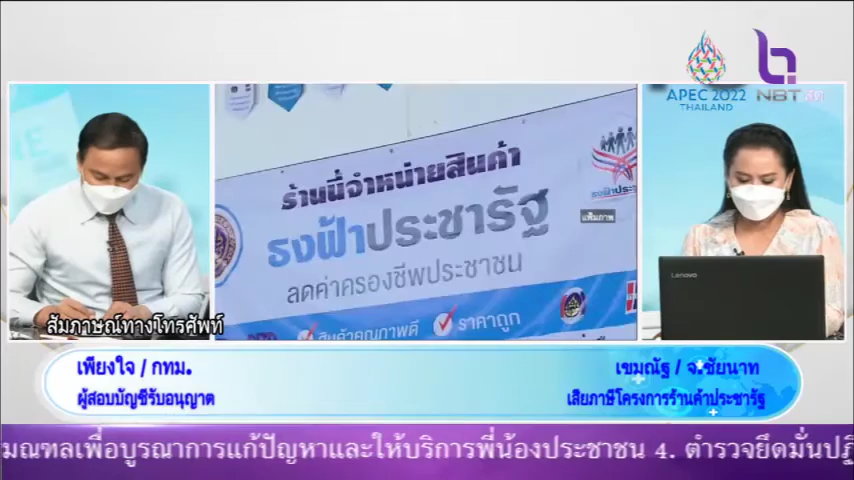 APEC 2022
THAILAND
NBT
ร้านนี้จำหน่ายสินค้า
ธงฟ้าประชารัฐ
ลดค่าครองชีพประชาชน
สินค้าคุณภาพดี
ราคาถูก
แฟ้มภาพ
Lenovo
สัมภาษณ์ทางโทรศัพท์
เพียงใจ / กทม.
ผู้สอบบัญชีรับอนุญาต
เขมณัฐ / จ.ชัยนาท
เสียภาษีโครงการร้านค้าประชารัฐ
มณฑลเพื่อบูรณาการแก้ปัญหาและให้บริการพี่น้องประชาชน 4. ตำรวจยึดมั่นปฏิ